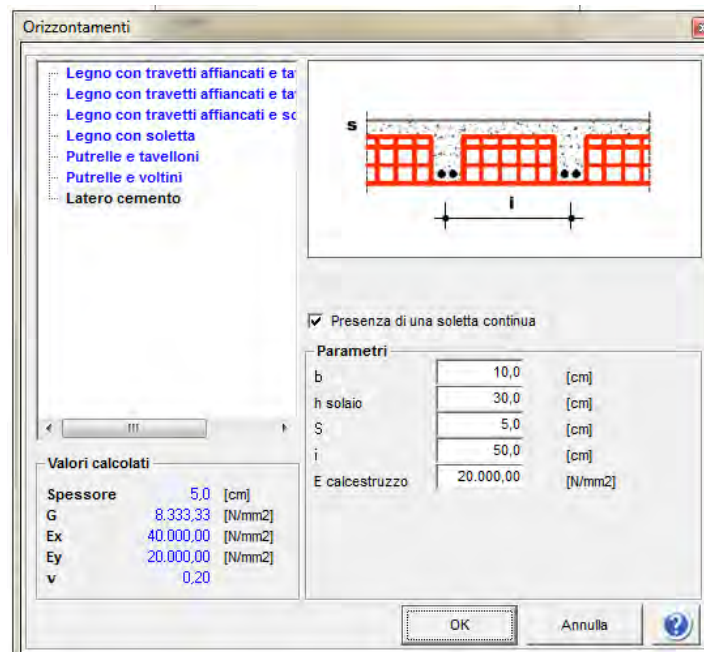 Orizzontamenti
Legno con travetti affiancati e ta
Legno con travetti affiancati e ta
Legno con travetti affiancati e sc
Legno con soletta
Putrelle e tavelloni
Putrelle e voltini
Latero cemento
s
i
Presenza di una soletta continua
Parametri
b 10,0 [cm]
h solaio 30,0 [cm]
S 5,0 [cm]
i 50,0 [cm]
E calcestruzzo 20.000,00 [N/mm2]
Valori calcolati
Spessore 5,0 [cm]
G 8.333,33 [N/mm2]
Ex 40.000,00 [N/mm2]
Ey 20.000,00 [N/mm2]
ν 0,20
OK Annulla ?